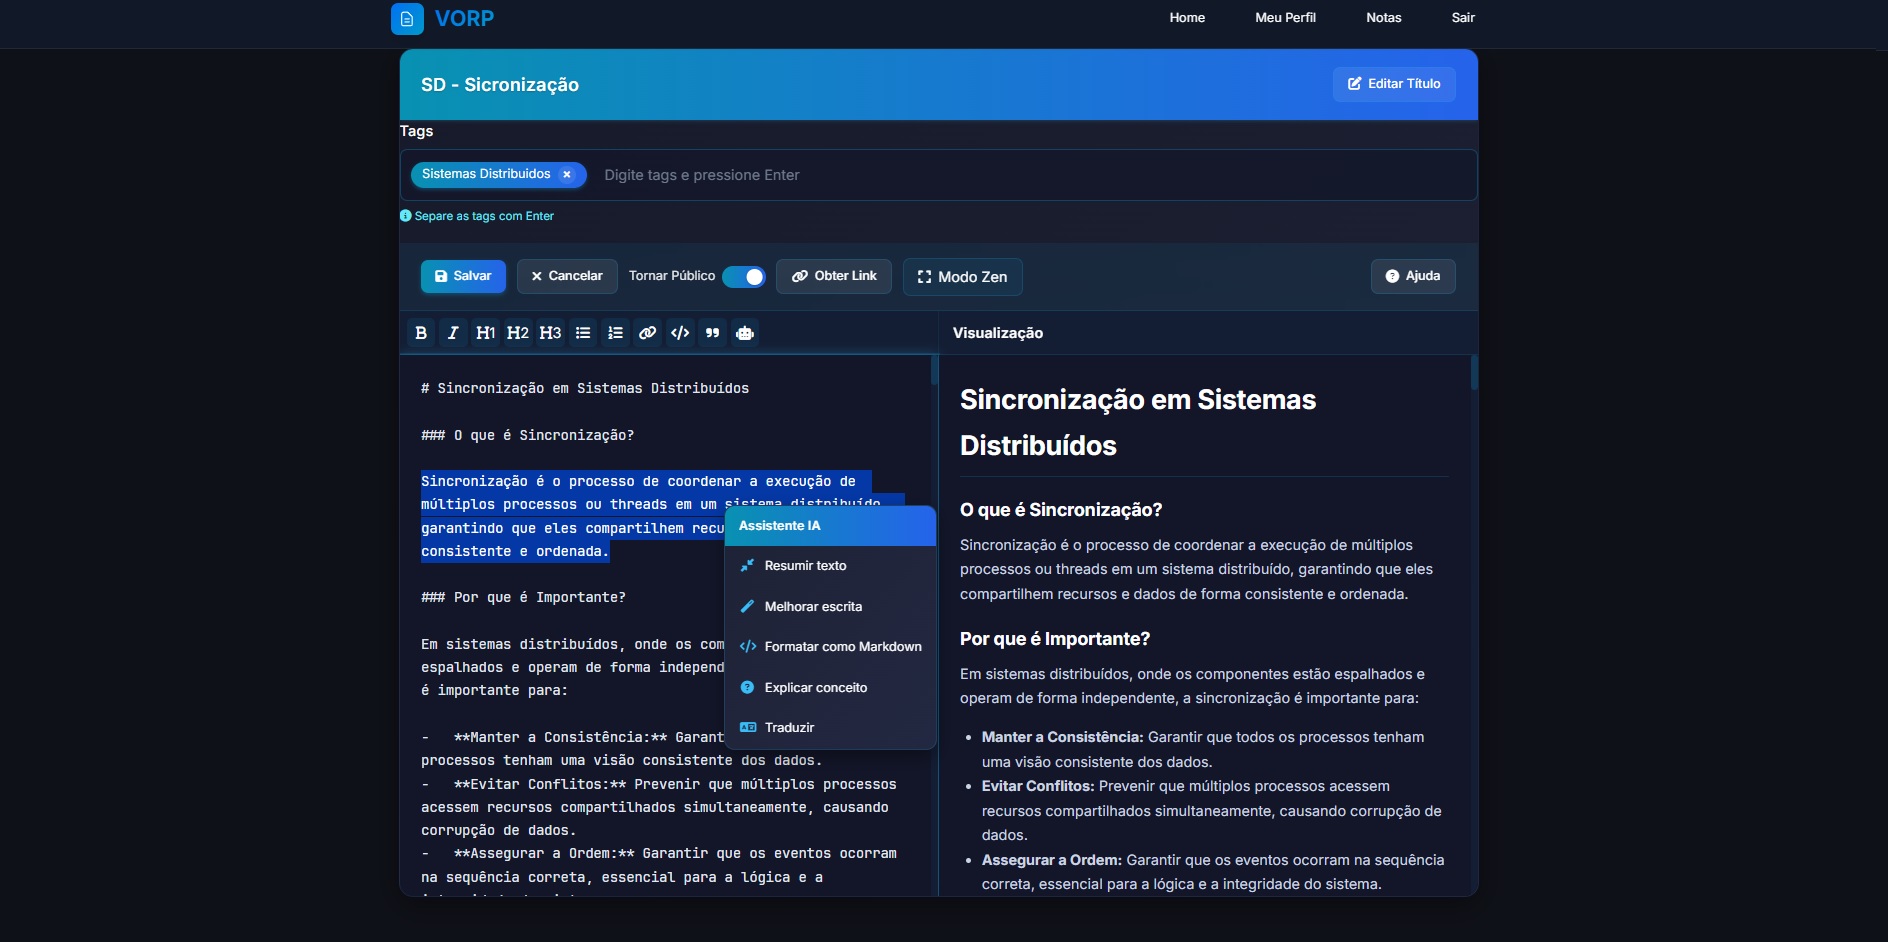 VORP
Home
Meu Perfil
Notas
Sair
SD - Sicronização
Editar Título
Tags
Sistemas Distribuidos ×
Digite tags e pressione Enter
Separe as tags com Enter
Salvar
Cancelar
Tornar Público
Obter Link
Modo Zen
Ajuda
B I H1 H2 H3
Visualização
# Sincronização em Sistemas Distribuídos
### O que é Sincronização?
Sincronização é o processo de coordenar a execução de
múltiplos processos ou threads em um sistema distribuído
garantindo que eles compartilhem recu
consistente e ordenada.
### Por que é Importante?
Em sistemas distribuídos, onde os com
espalhados e operam de forma independ
é importante para:
- **Manter a Consistência:** Garant
processos tenham uma visão consistente dos dados.
- **Evitar Conflitos:** Prevenir que múltiplos processos
acessem recursos compartilhados simultaneamente, causando
corrupção de dados.
- **Assegurar a Ordem:** Garantir que os eventos ocorram
na sequência correta, essencial para a lógica e a
Assistente IA
Resumir texto
Melhorar escrita
Formatar como Markdown
Explicar conceito
Traduzir
Sincronização em Sistemas
Distribuídos
O que é Sincronização?
Sincronização é o processo de coordenar a execução de múltiplos
processos ou threads em um sistema distribuído, garantindo que eles
compartilhem recursos e dados de forma consistente e ordenada.
Por que é Importante?
Em sistemas distribuídos, onde os componentes estão espalhados e
operam de forma independente, a sincronização é importante para:
• Manter a Consistência: Garantir que todos os processos tenham
uma visão consistente dos dados.
• Evitar Conflitos: Prevenir que múltiplos processos acessem
recursos compartilhados simultaneamente, causando corrupção de
dados.
• Assegurar a Ordem: Garantir que os eventos ocorram na sequência
correta, essencial para a lógica e a integridade do sistema.